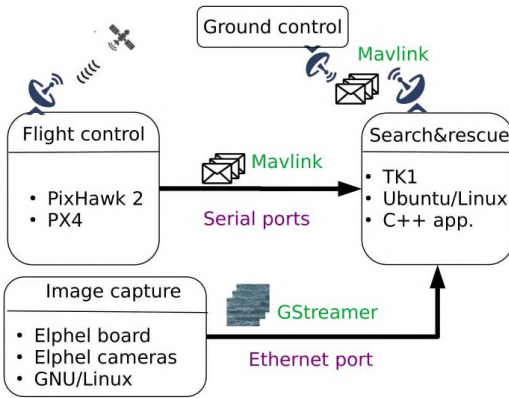 Ground control
Mavlink
Flight control
• PixHawk 2
• PX4
Mavlink
Serial ports
Search&rescue
• TK1
• Ubuntu/Linux
• C++ app.
Image capture
• Elphel board
• Elphel cameras
• GNU/Linux
GStreamer
Ethernet port